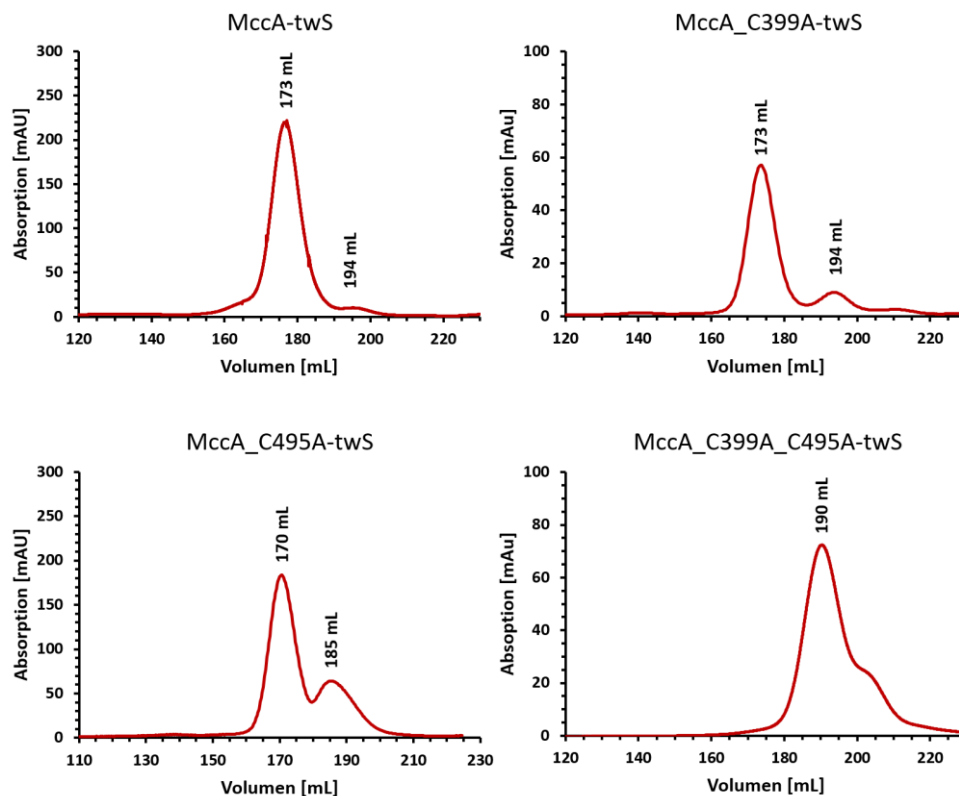 MccA-twS
300
250
200
150
100
50
0
Absorption [mAU]
173 mL
194 mL
120 140 160 180 200 220
Volumen [mL]
MccA_C399A-twS
100
80
60
40
20
0
Absorption [mAu]
173 mL
194 mL
120 140 160 180 200 220
Volumen [mL]
MccA_C495A-twS
300
250
200
150
100
50
0
Absorption [mAU]
170 mL
185 mL
110 130 150 170 190 210 230
Volumen [mL]
MccA_C399A_C495A-twS
100
80
60
40
20
0
Absoption [mAu]
190 mL
120 140 160 180 200 220
Volumen [mL]